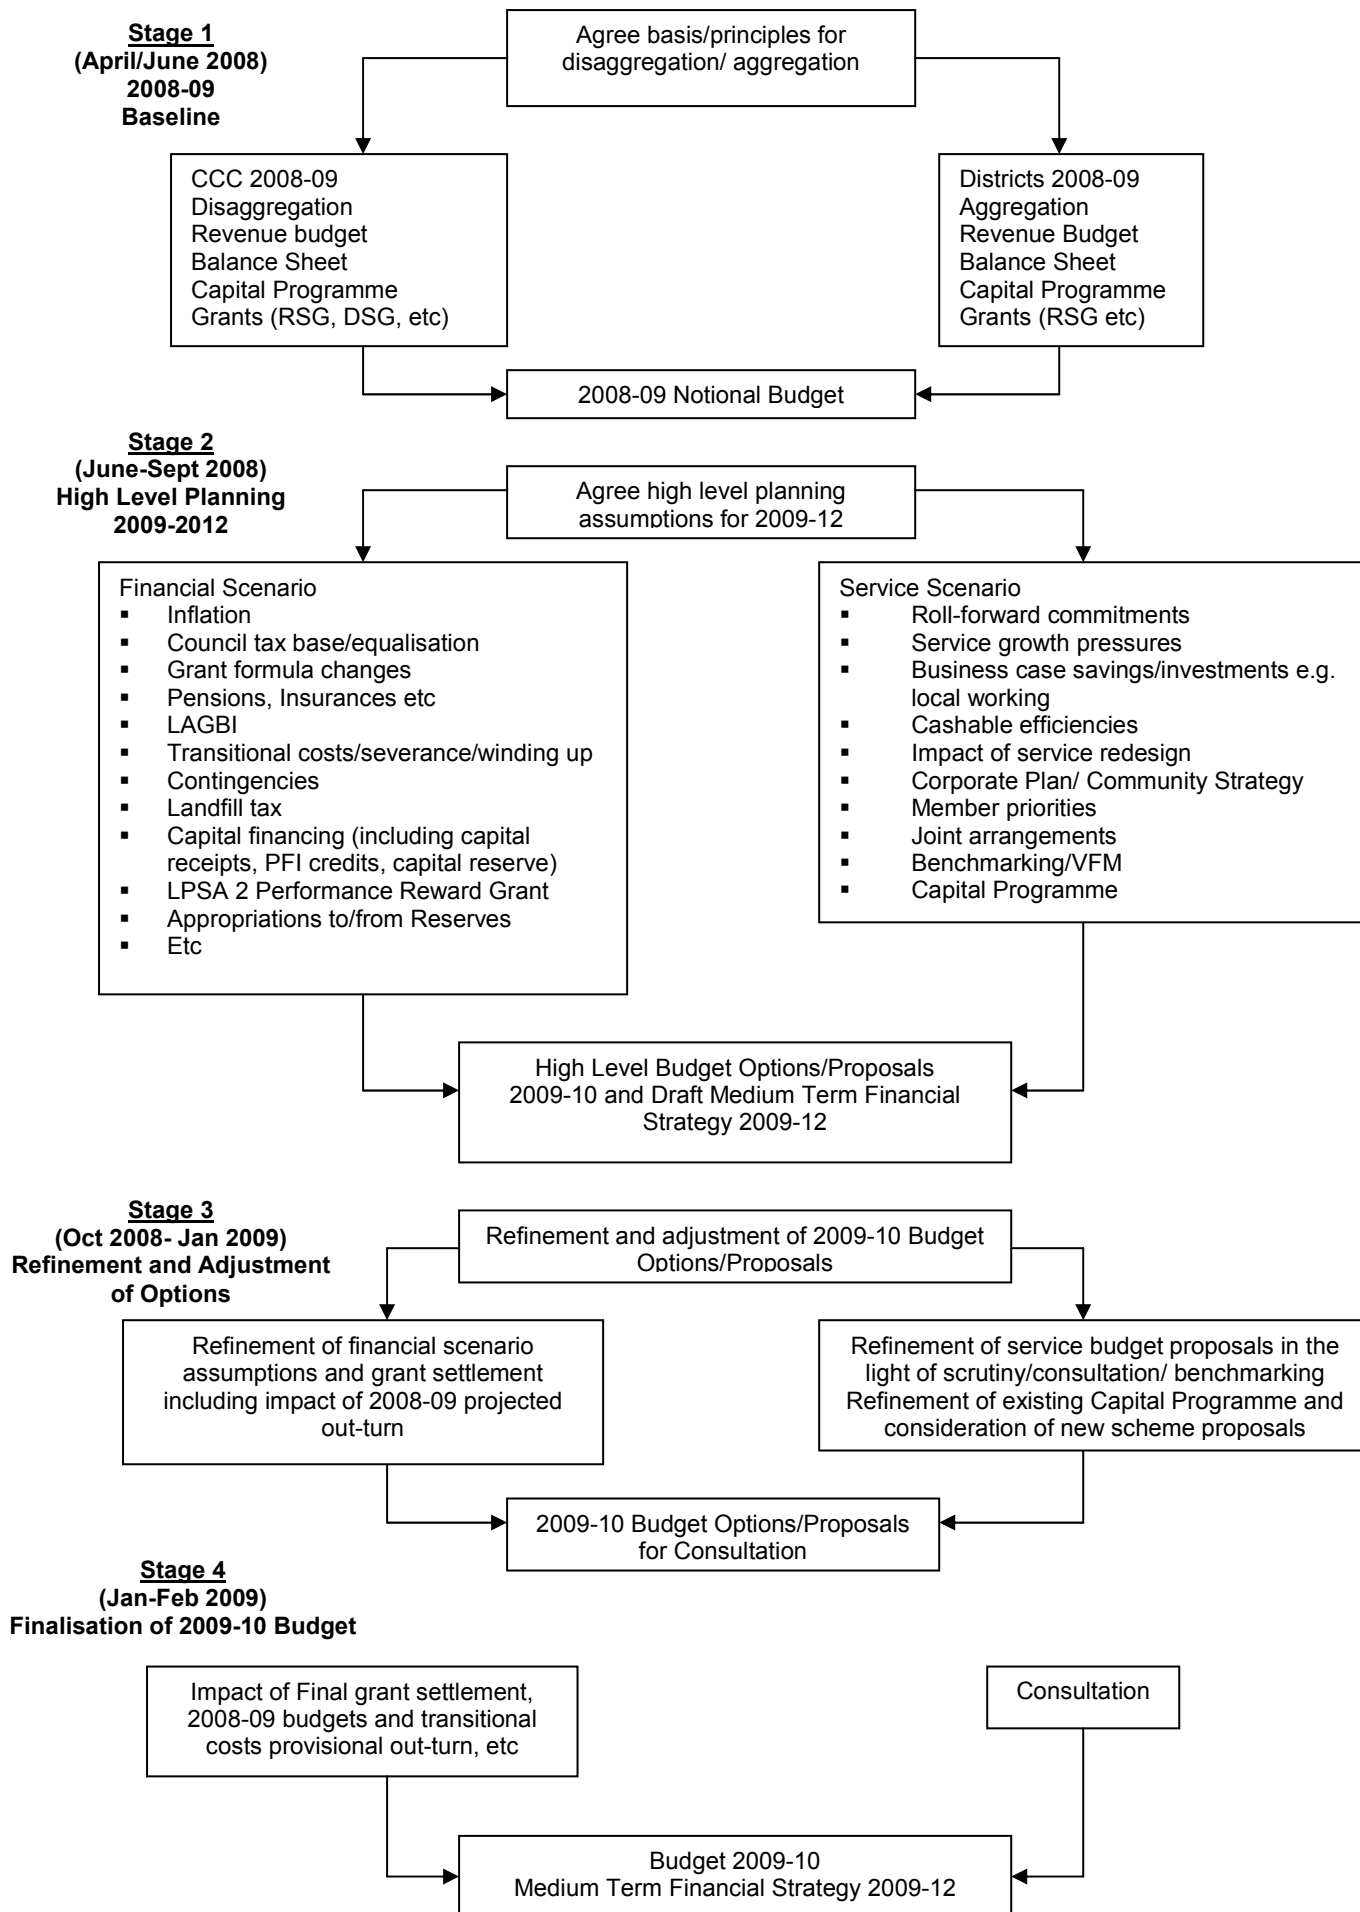 Stage 1
(April/June 2008)
2008-09
Baseline
Agree basis/principles for
disaggregation/ aggregation
CCC 2008-09
Disaggregation
Revenue budget
Balance Sheet
Capital Programme
Grants (RSG, DSG, etc)
Districts 2008-09
Aggregation
Revenue Budget
Balance Sheet
Capital Programme
Grants (RSG etc)
2008-09 Notional Budget
Stage 2
(June-Sept 2008)
High Level Planning
2009-2012
Agree high level planning
assumptions for 2009-12
Financial Scenario
▪ Inflation
▪ Council tax base/equalisation
▪ Grant formula changes
▪ Pensions, Insurances etc
▪ LAGBI
▪ Transitional costs/severance/winding up
▪ Contingencies
▪ Landfill tax
▪ Capital financing (including capital
receipts, PFI credits, capital reserve)
▪ LPSA 2 Performance Reward Grant
▪ Appropriations to/from Reserves
▪ Etc
Service Scenario
▪ Roll-forward commitments
▪ Service growth pressures
▪ Business case savings/investments e.g.
local working
▪ Cashable efficiencies
▪ Impact of service redesign
▪ Corporate Plan/ Community Strategy
▪ Member priorities
▪ Joint arrangements
▪ Benchmarking/VFM
▪ Capital Programme
High Level Budget Options/Proposals
2009-10 and Draft Medium Term Financial
Strategy 2009-12
Stage 3
(Oct 2008- Jan 2009)
Refinement and Adjustment
of Options
Refinement and adjustment of 2009-10 Budget
Options/Proposals
Refinement of financial scenario
assumptions and grant settlement
including impact of 2008-09 projected
out-turn
Refinement of service budget proposals in the
light of scrutiny/consultation/ benchmarking
Refinement of existing Capital Programme and
consideration of new scheme proposals
2009-10 Budget Options/Proposals
for Consultation
Stage 4
(Jan-Feb 2009)
Finalisation of 2009-10 Budget
Impact of Final grant settlement,
2008-09 budgets and transitional
costs provisional out-turn, etc
Consultation
Budget 2009-10
Medium Term Financial Strategy 2009-12